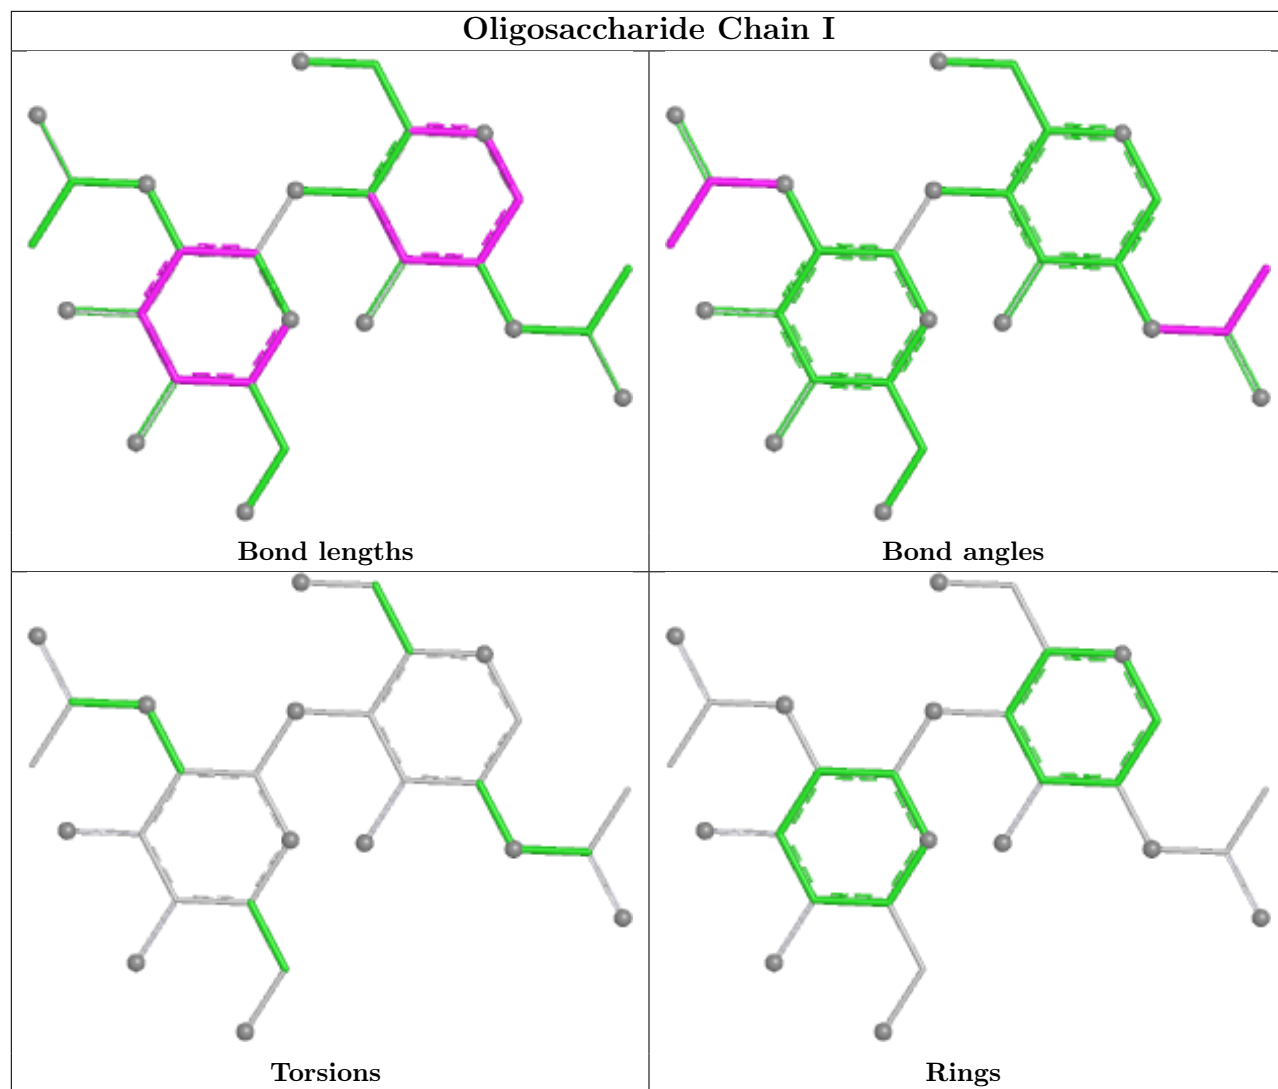 Oligosaccharide Chain I
Bond lengths
Bond angles
Torsions
Rings